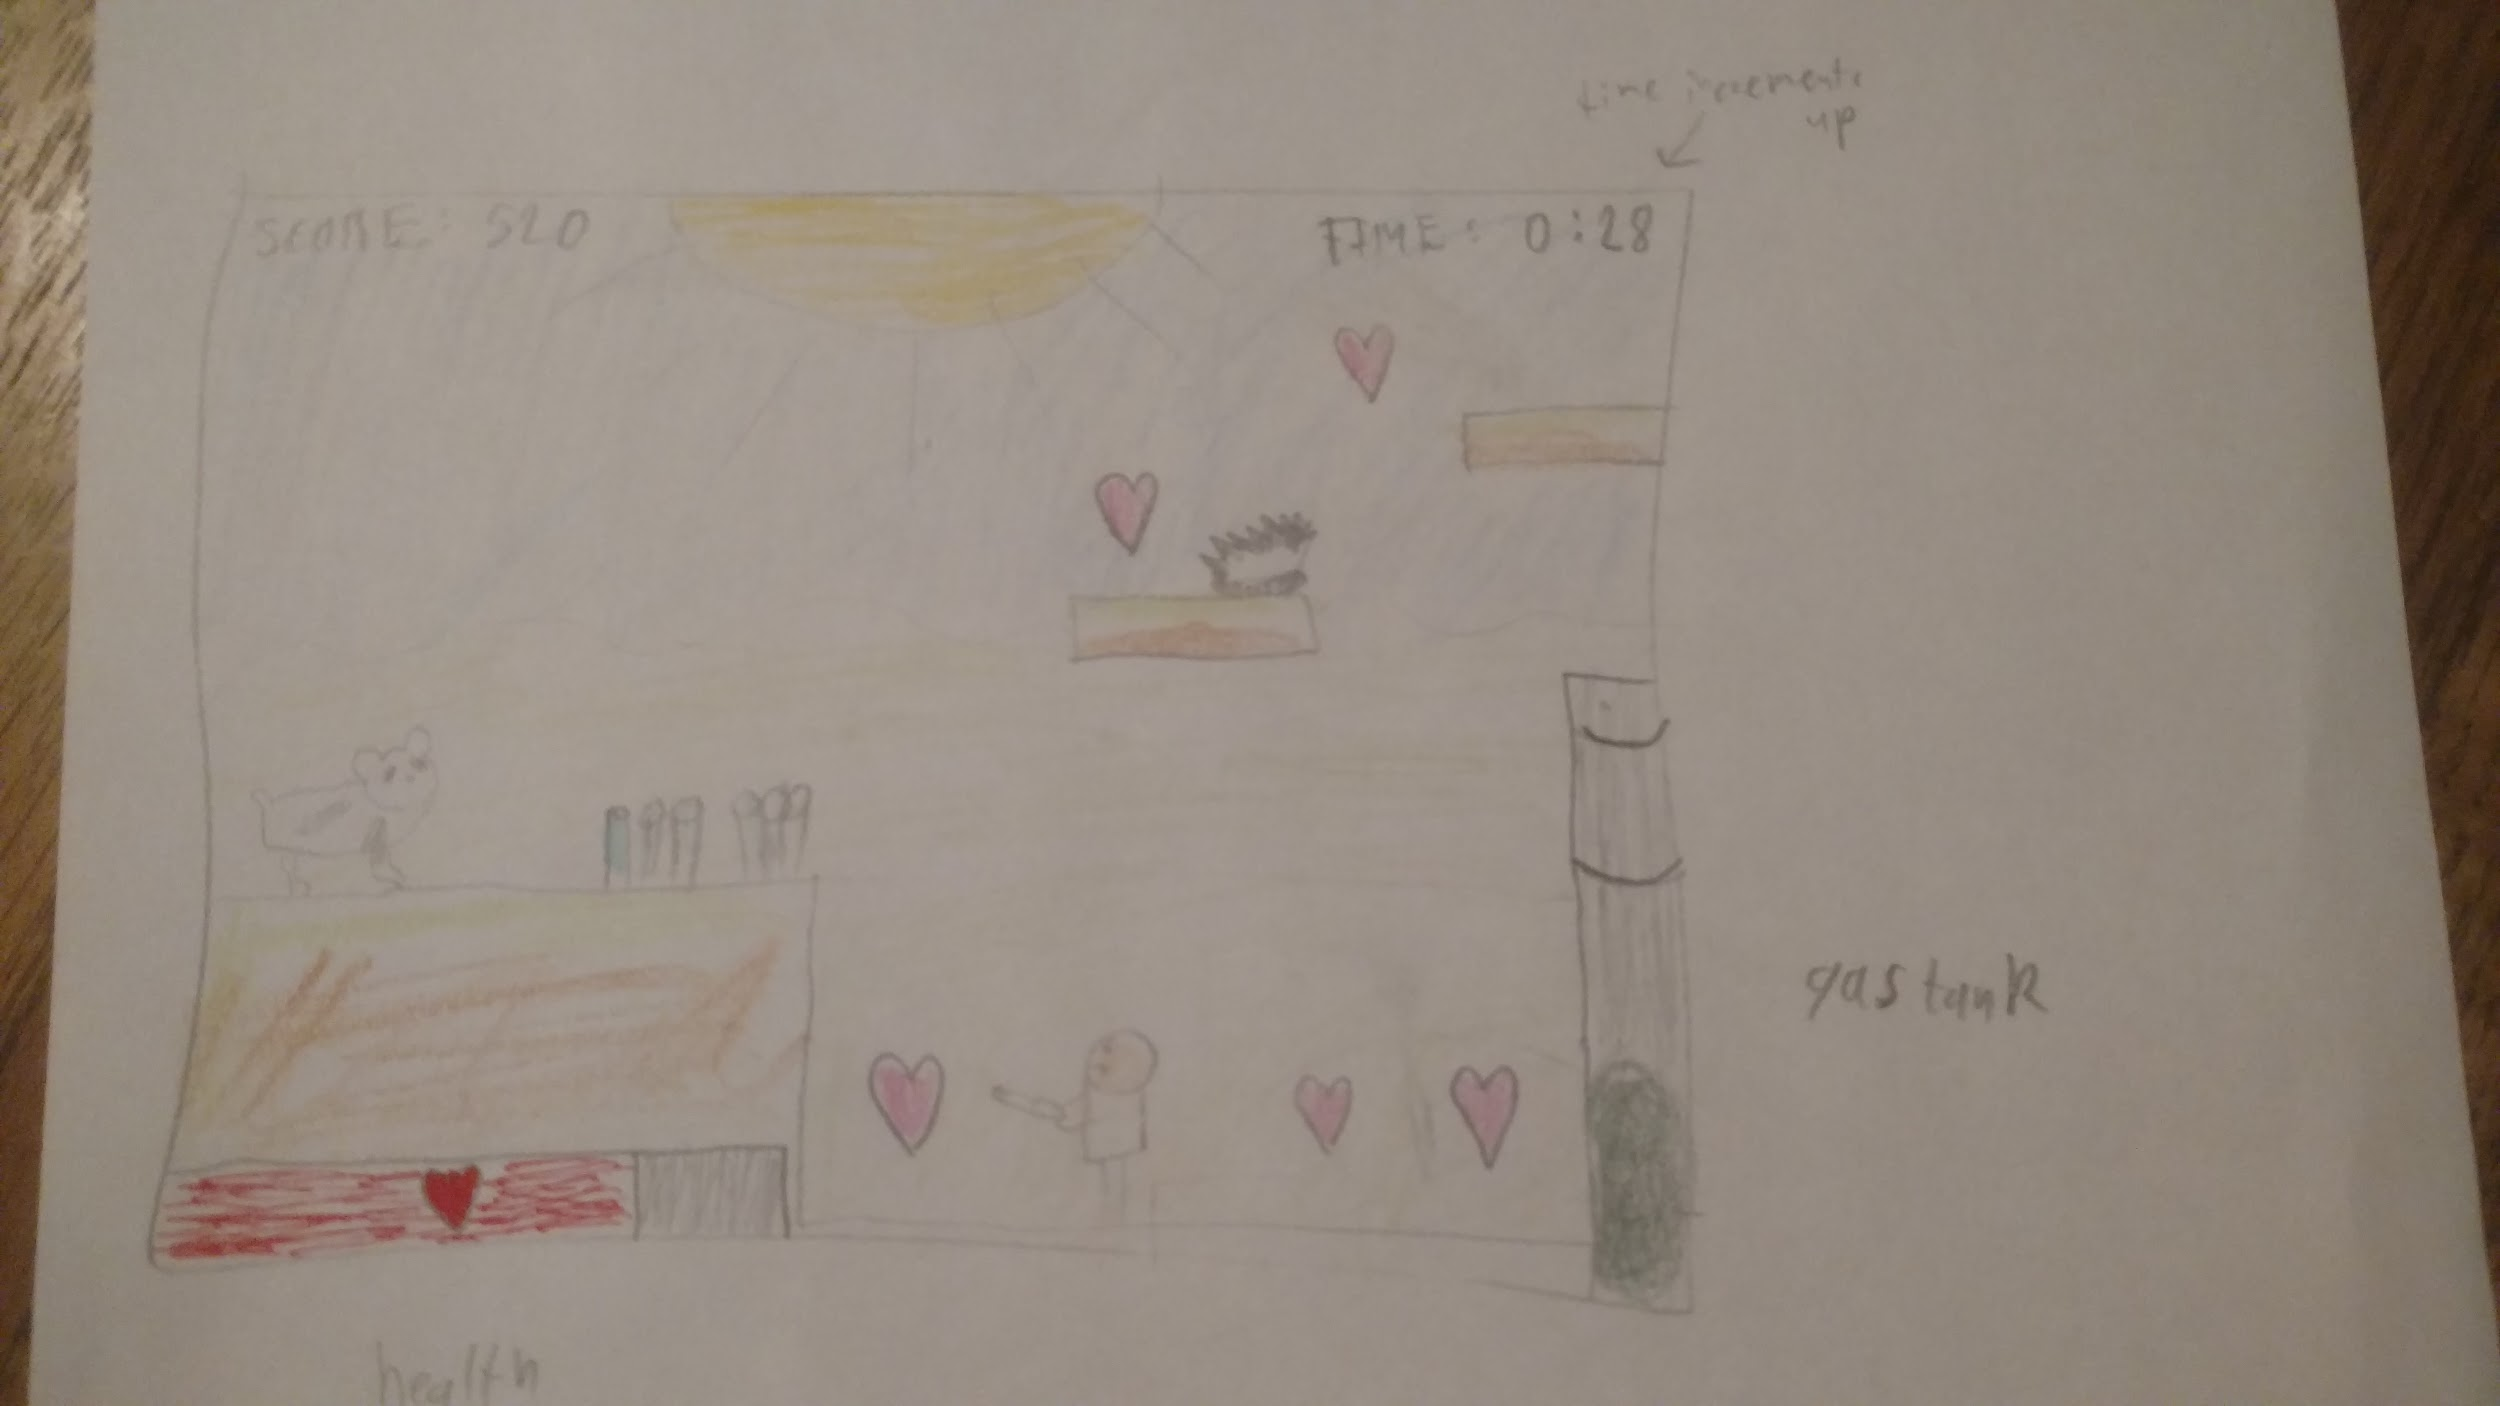 time increments
up
SCORE: 520
TIME: 0:28
gas tank
health